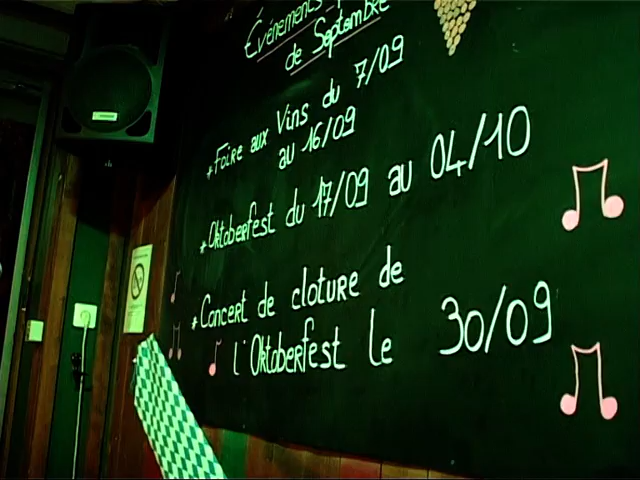 Événements
de Septembre
*Foire aux Vins du 7/09
au 16/09
*Oktoberfest du 17/09 au 04/10
*Concert de cloture de
l'Oktoberfest le 30/09